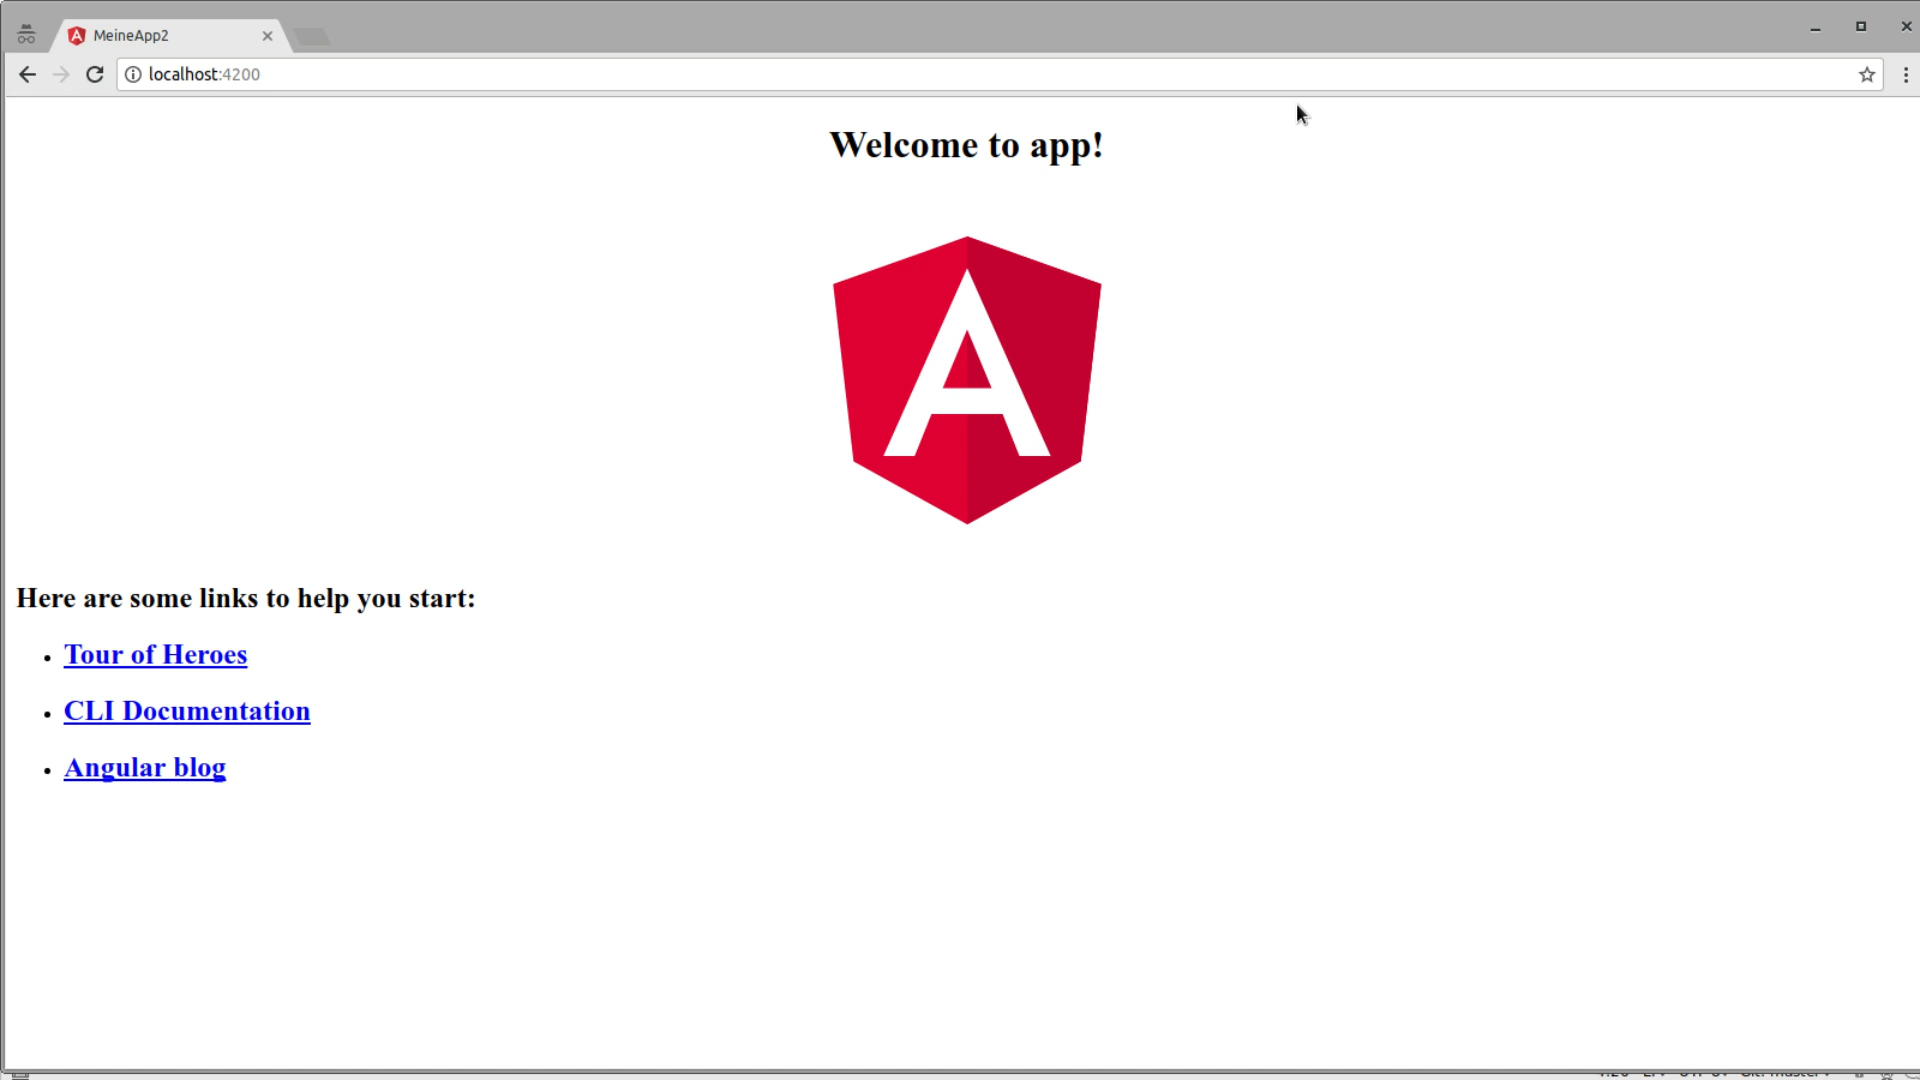 MeineApp2
localhost:4200
Welcome to app!
A
Here are some links to help you start:
Tour of Heroes
CLI Documentation
Angular blog